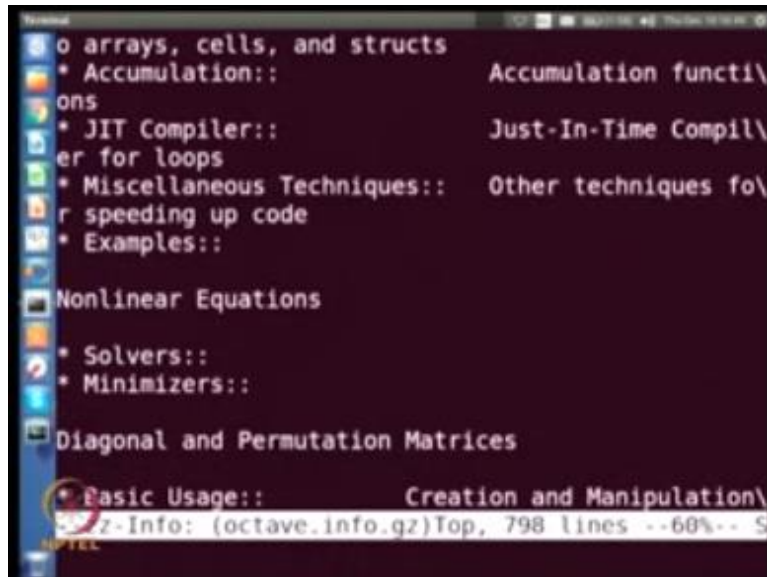 Terminal
o arrays, cells, and structs
* Accumulation:: Accumulation functi\
ons
* JIT Compiler:: Just-In-Time Compil\
er for loops
* Miscellaneous Techniques:: Other techniques fo\
r speeding up code
* Examples::
Nonlinear Equations
* Solvers::
* Minimizers::
Diagonal and Permutation Matrices
* Basic Usage:: Creation and Manipulation\
z-Info: (octave.info.gz)Top, 798 lines --60%-- S
NPTEL